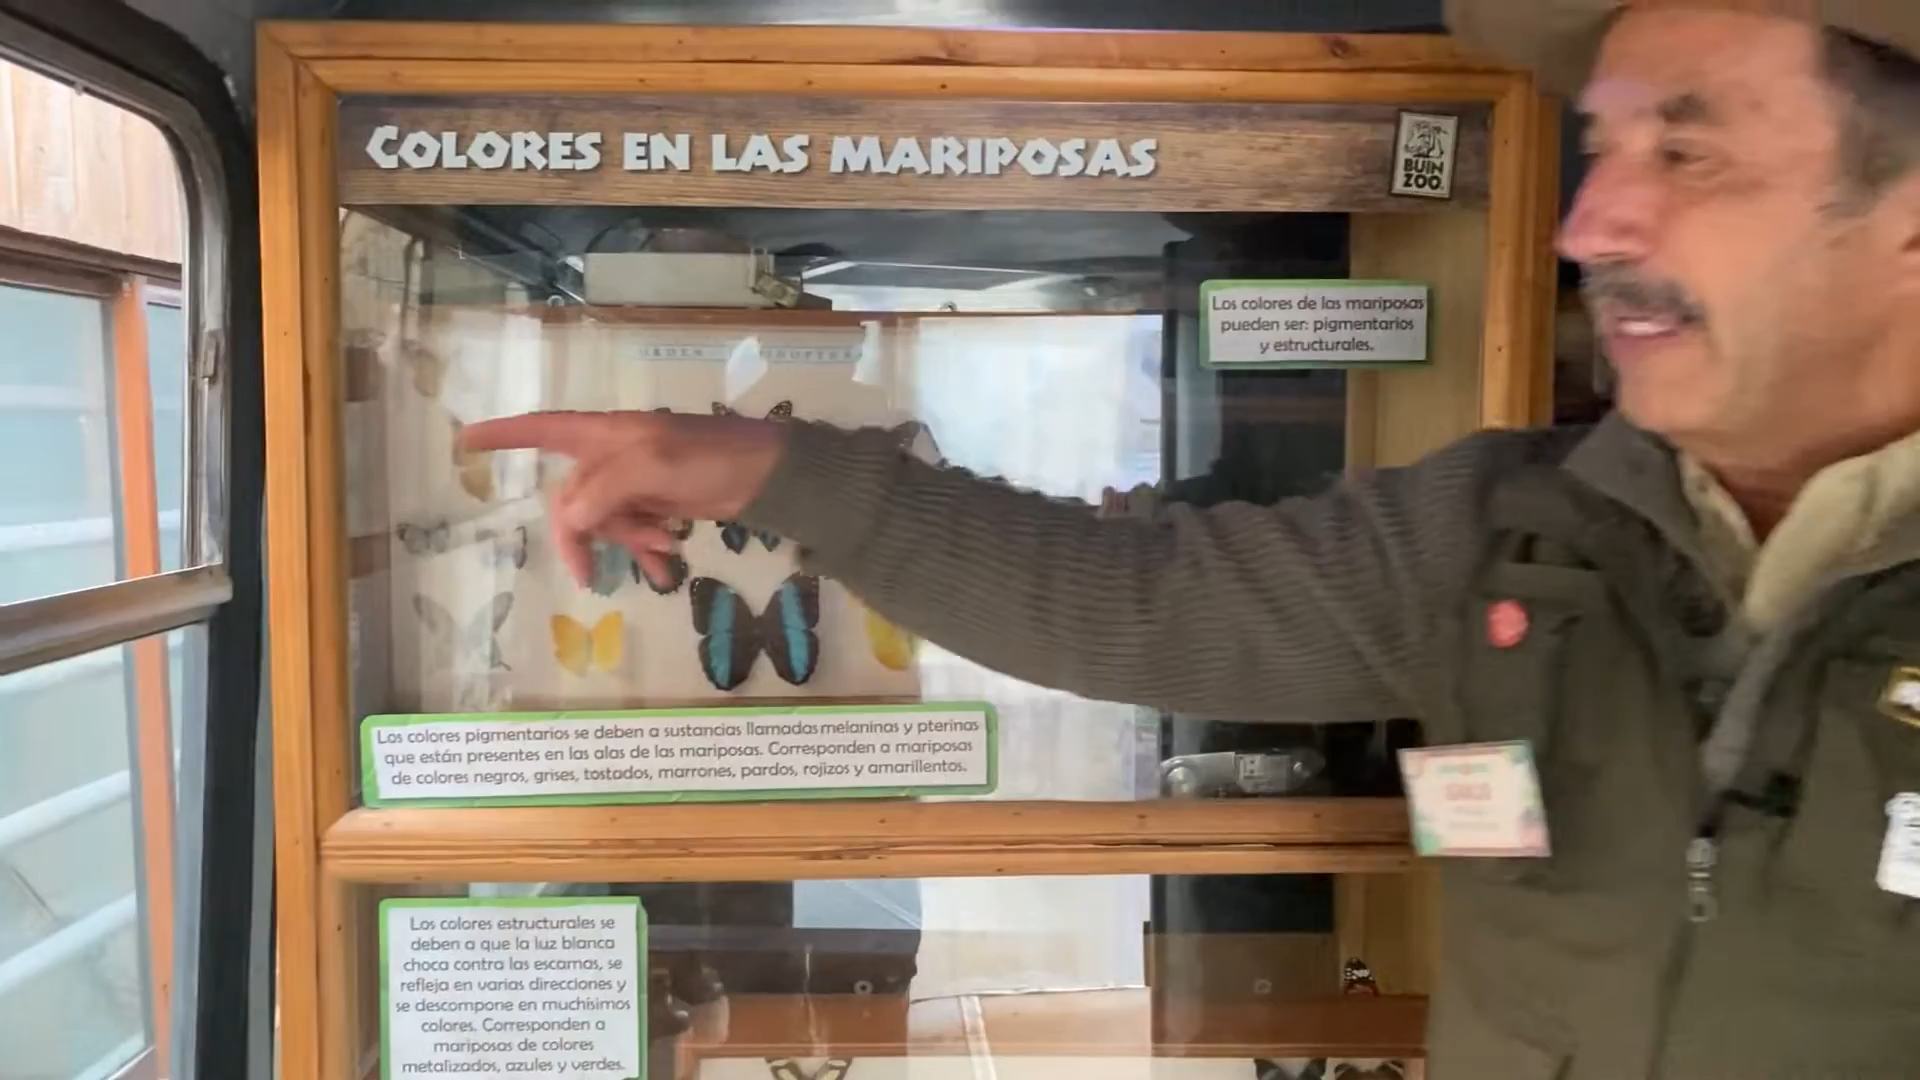 COLORES EN LAS MARIPOSAS
BUIN
ZOO
Los colores de las mariposas
pueden ser: pigmentarios
y estructurales.
ORDEN
Los colores pigmentarios se deben a sustancias llamadas melaninas y pterinas
que están presentes en las alas de las mariposas. Corresponden a mariposas
de colores negros, grises, tostados, marrones, pardos, rojizos y amarillentos.
Los colores estructurales se
deben a que la luz blanca
choca contra las escamas, se
refleja en varias direcciones y
se descompone en muchísimos
colores. Corresponden a
mariposas de colores
metalizados, azules y verdes.